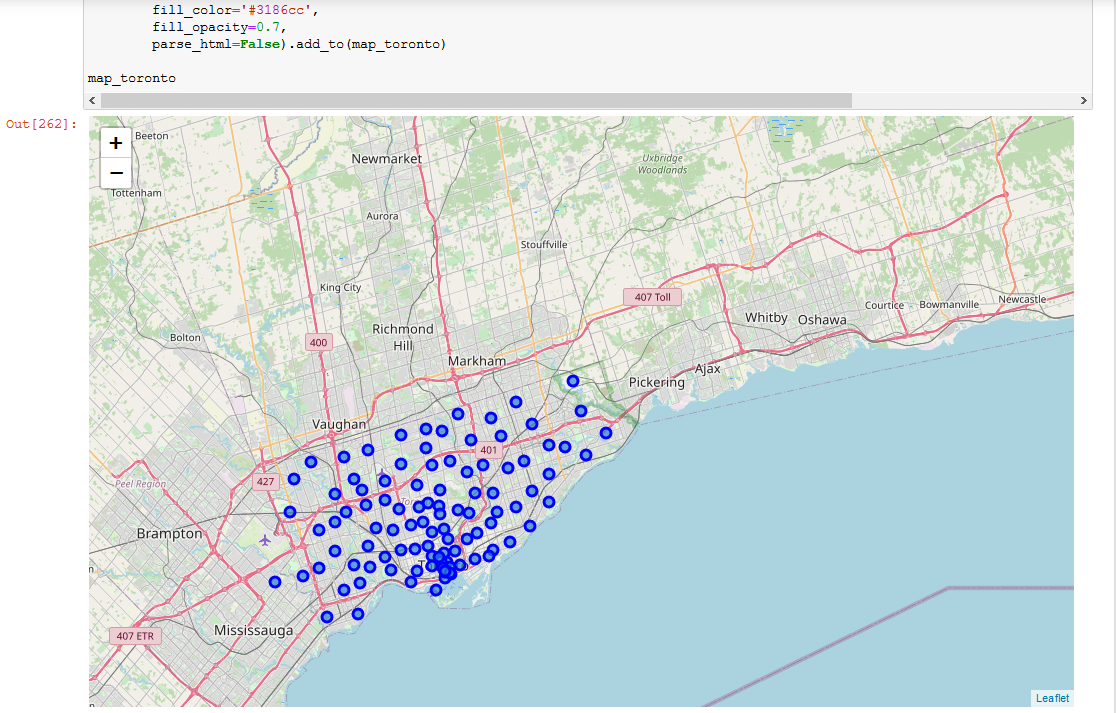 fill_color='#3186cc',
fill_opacity=0.7,
parse_html=False).add_to(map_toronto)
map_toronto
Out[262]:
+
−
Beeton
Newmarket
Uxbridge
Woodlands
Tottenham
Aurora
Stouffville
King City
407 Toll
Courtice
Bowmanville
Newcastle
Whitby
Oshawa
Richmond
Hill
Bolton
400
Markham
Ajax
Pickering
Vaughan
401
427
Peel Region
Brampton
Mississauga
407 ETR
Leaflet